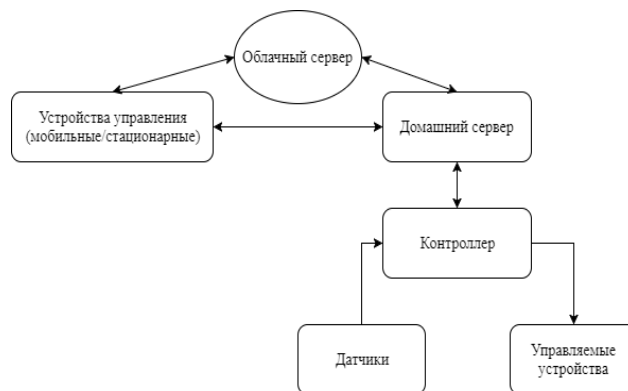 Облачный сервер
Устройства управления
(мобильные/стационарные)
Домашний сервер
Контроллер
Датчики
Управляемые
устройства